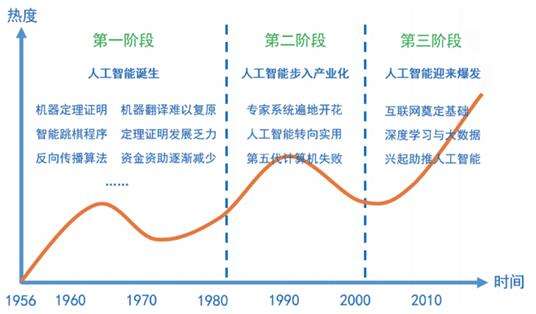 热度
第一阶段
第二阶段
第三阶段
人工智能诞生
人工智能步入产业化
人工智能迎来爆发
机器定理证明 机器翻译难以复原
专家系统遍地开花
互联网奠定基础
智能跳棋程序 定理证明发展乏力
人工智能转向实用
深度学习与大数据
反向传播算法 资金资助逐渐减少
第五代计算机失败
兴起助推人工智能
……
时间
1956 1960 1970 1980 1990 2000 2010